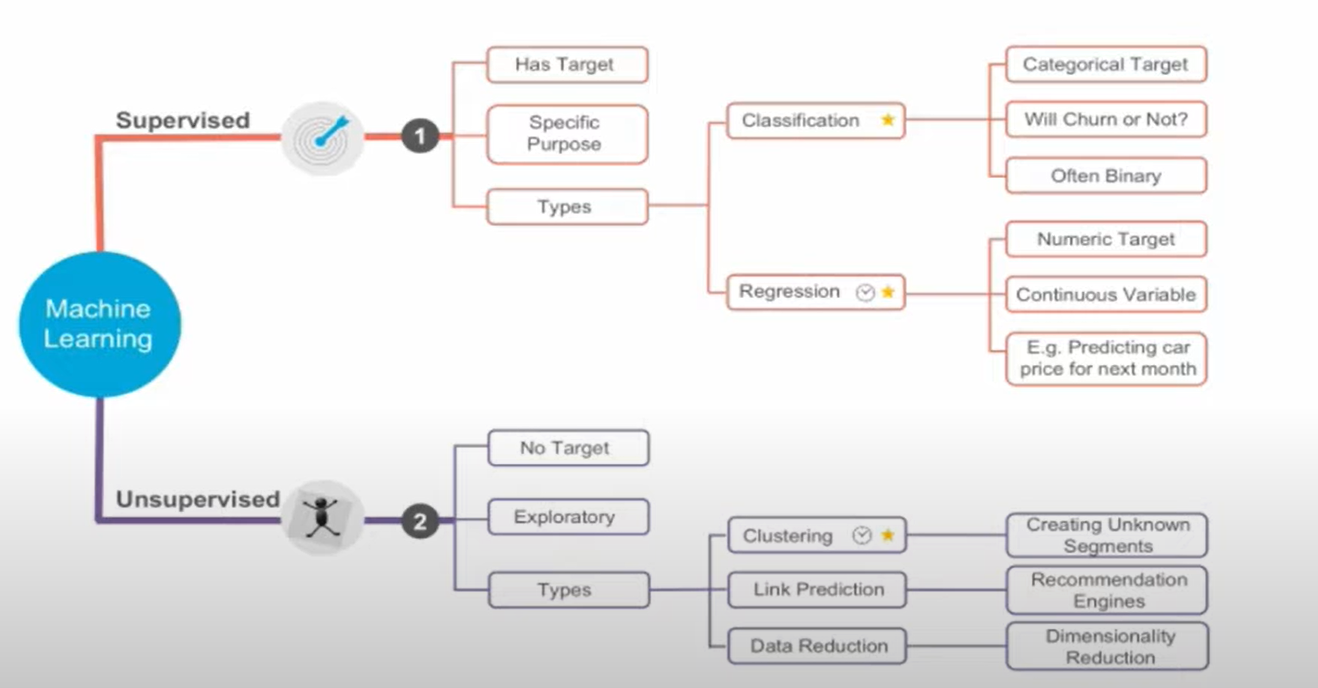 Supervised
1
Has Target
Specific
Purpose
Types
Classification
Categorical Target
Will Churn or Not?
Often Binary
Regression
Numeric Target
Continuous Variable
E.g. Predicting car
price for next month
Machine
Learning
Unsupervised
2
No Target
Exploratory
Types
Clustering
Creating Unknown
Segments
Link Prediction
Recommendation
Engines
Data Reduction
Dimensionality
Reduction